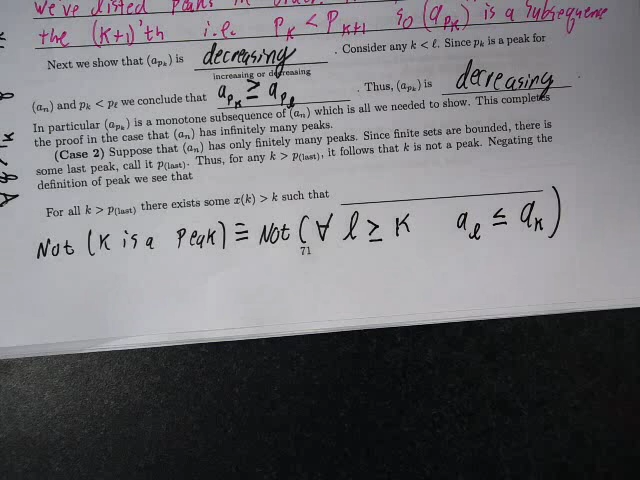 We've listed Peaks in order.
the (k+1)'th i.e. P_k < P_{k+1} so (a_{P_k}) is a subsequence
Next we show that (a_{p_k}) is decreasing. Consider any k < ℓ. Since p_k is a peak for
increasing or decreasing
(a_n) and p_k < p_ℓ we conclude that a_{P_k} ≥ a_{P_ℓ}. Thus, (a_{p_k}) is decreasing.
In particular (a_{p_k}) is a monotone subsequence of (a_n) which is all we needed to show. This completes
the proof in the case that (a_n) has infinitely many peaks.
(Case 2) Suppose that (a_n) has only finitely many peaks. Since finite sets are bounded, there is
some last peak, call it p_(last). Thus, for any k > p_(last), it follows that k is not a peak. Negating the
definition of peak we see that
For all k > p_(last) there exists some x(k) > k such that
Not (K is a Peak) ≡ Not (∀ ℓ ≥ K a_ℓ ≤ a_K)
71